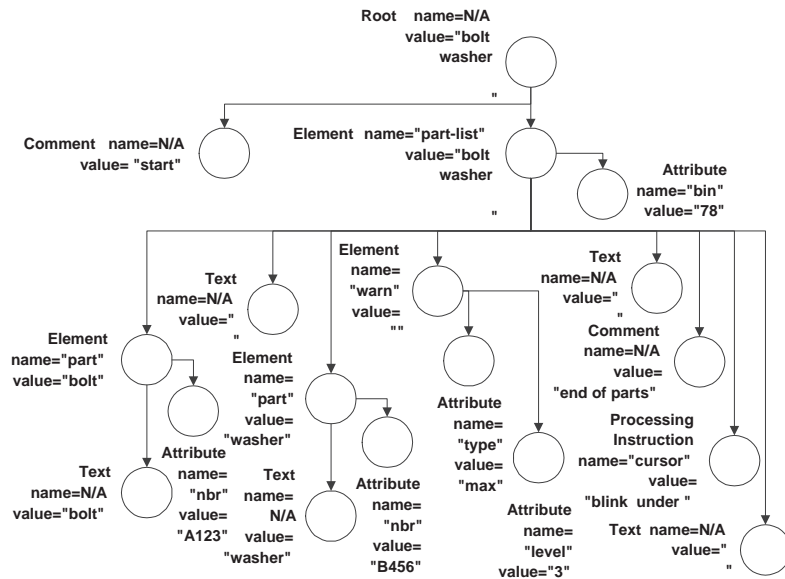 Root name=N/A
value="bolt
washer
"
Comment name=N/A
value= "start"
Element name="part-list"
value="bolt
washer
"
Attribute
name="bin"
value="78"
Element
name="part"
value="bolt"
Text
name=N/A
value="bolt"
Attribute
name=
"nbr"
value=
"A123"
Text
name=N/A
value="
"
Element
name=
"part"
value=
"washer"
Text
name=
N/A
value=
"washer"
Attribute
name=
"nbr"
value=
"B456"
Element
name=
"warn"
value=
""
Attribute
name=
"type"
value=
"max"
Attribute
name=
"level"
value="3"
Text
name=N/A
value="
"
Comment
name=N/A
value=
"end of parts"
Processing
Instruction
name="cursor"
value=
"blink under "
Text name=N/A
value="
"